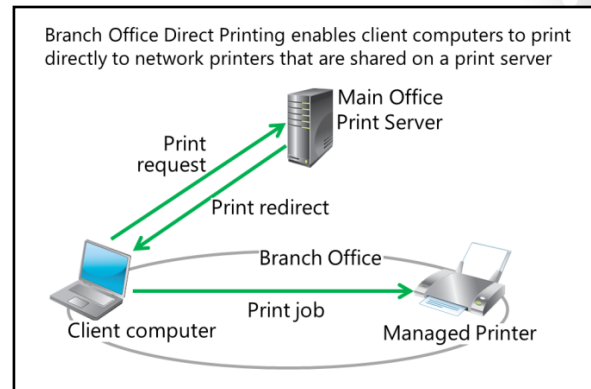 Branch Office Direct Printing enables client computers to print
directly to network printers that are shared on a print server
Main Office
Print Server
Print
request
Print redirect
Branch Office
Print job
Client computer
Managed Printer